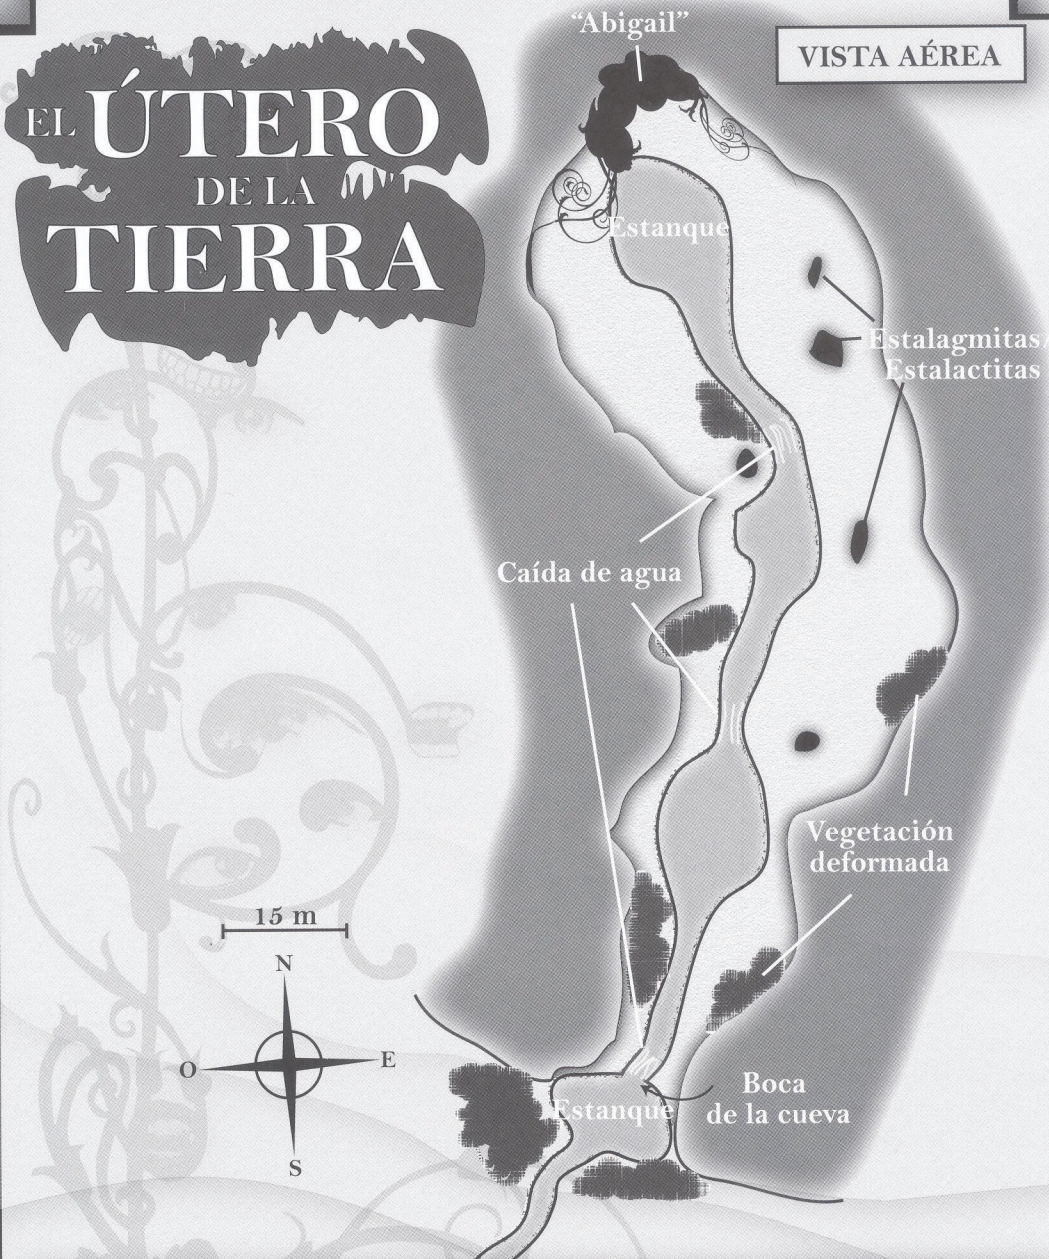 "Abigail"
VISTA AÉREA
EL ÚTERO
DE LA
TIERRA
Estanque
Estalagmitas/
Estalactitas
Caída de agua
Vegetación
deformada
15 m
N
O
E
S
Boca
de la cueva
Estanque